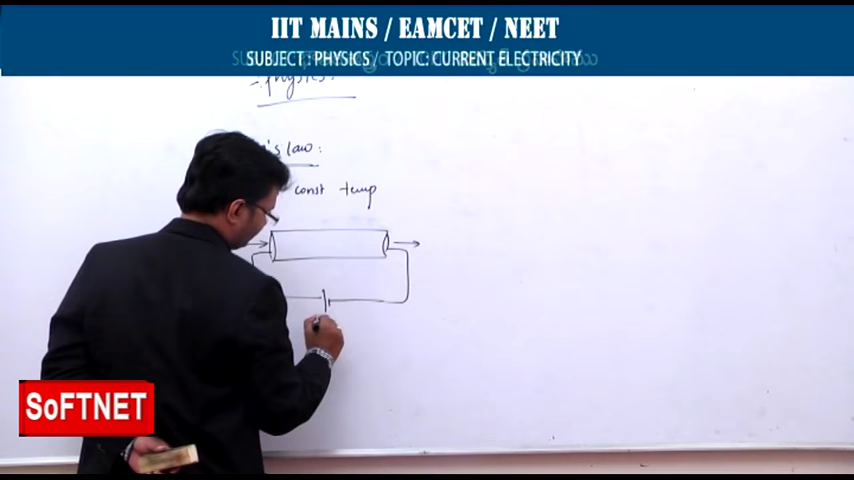 IIT MAINS / EAMCET / NEET
SUBJECT : PHYSICS / TOPIC: CURRENT ELECTRICITY
- Physics.
's law :
const temp
SoFTNET